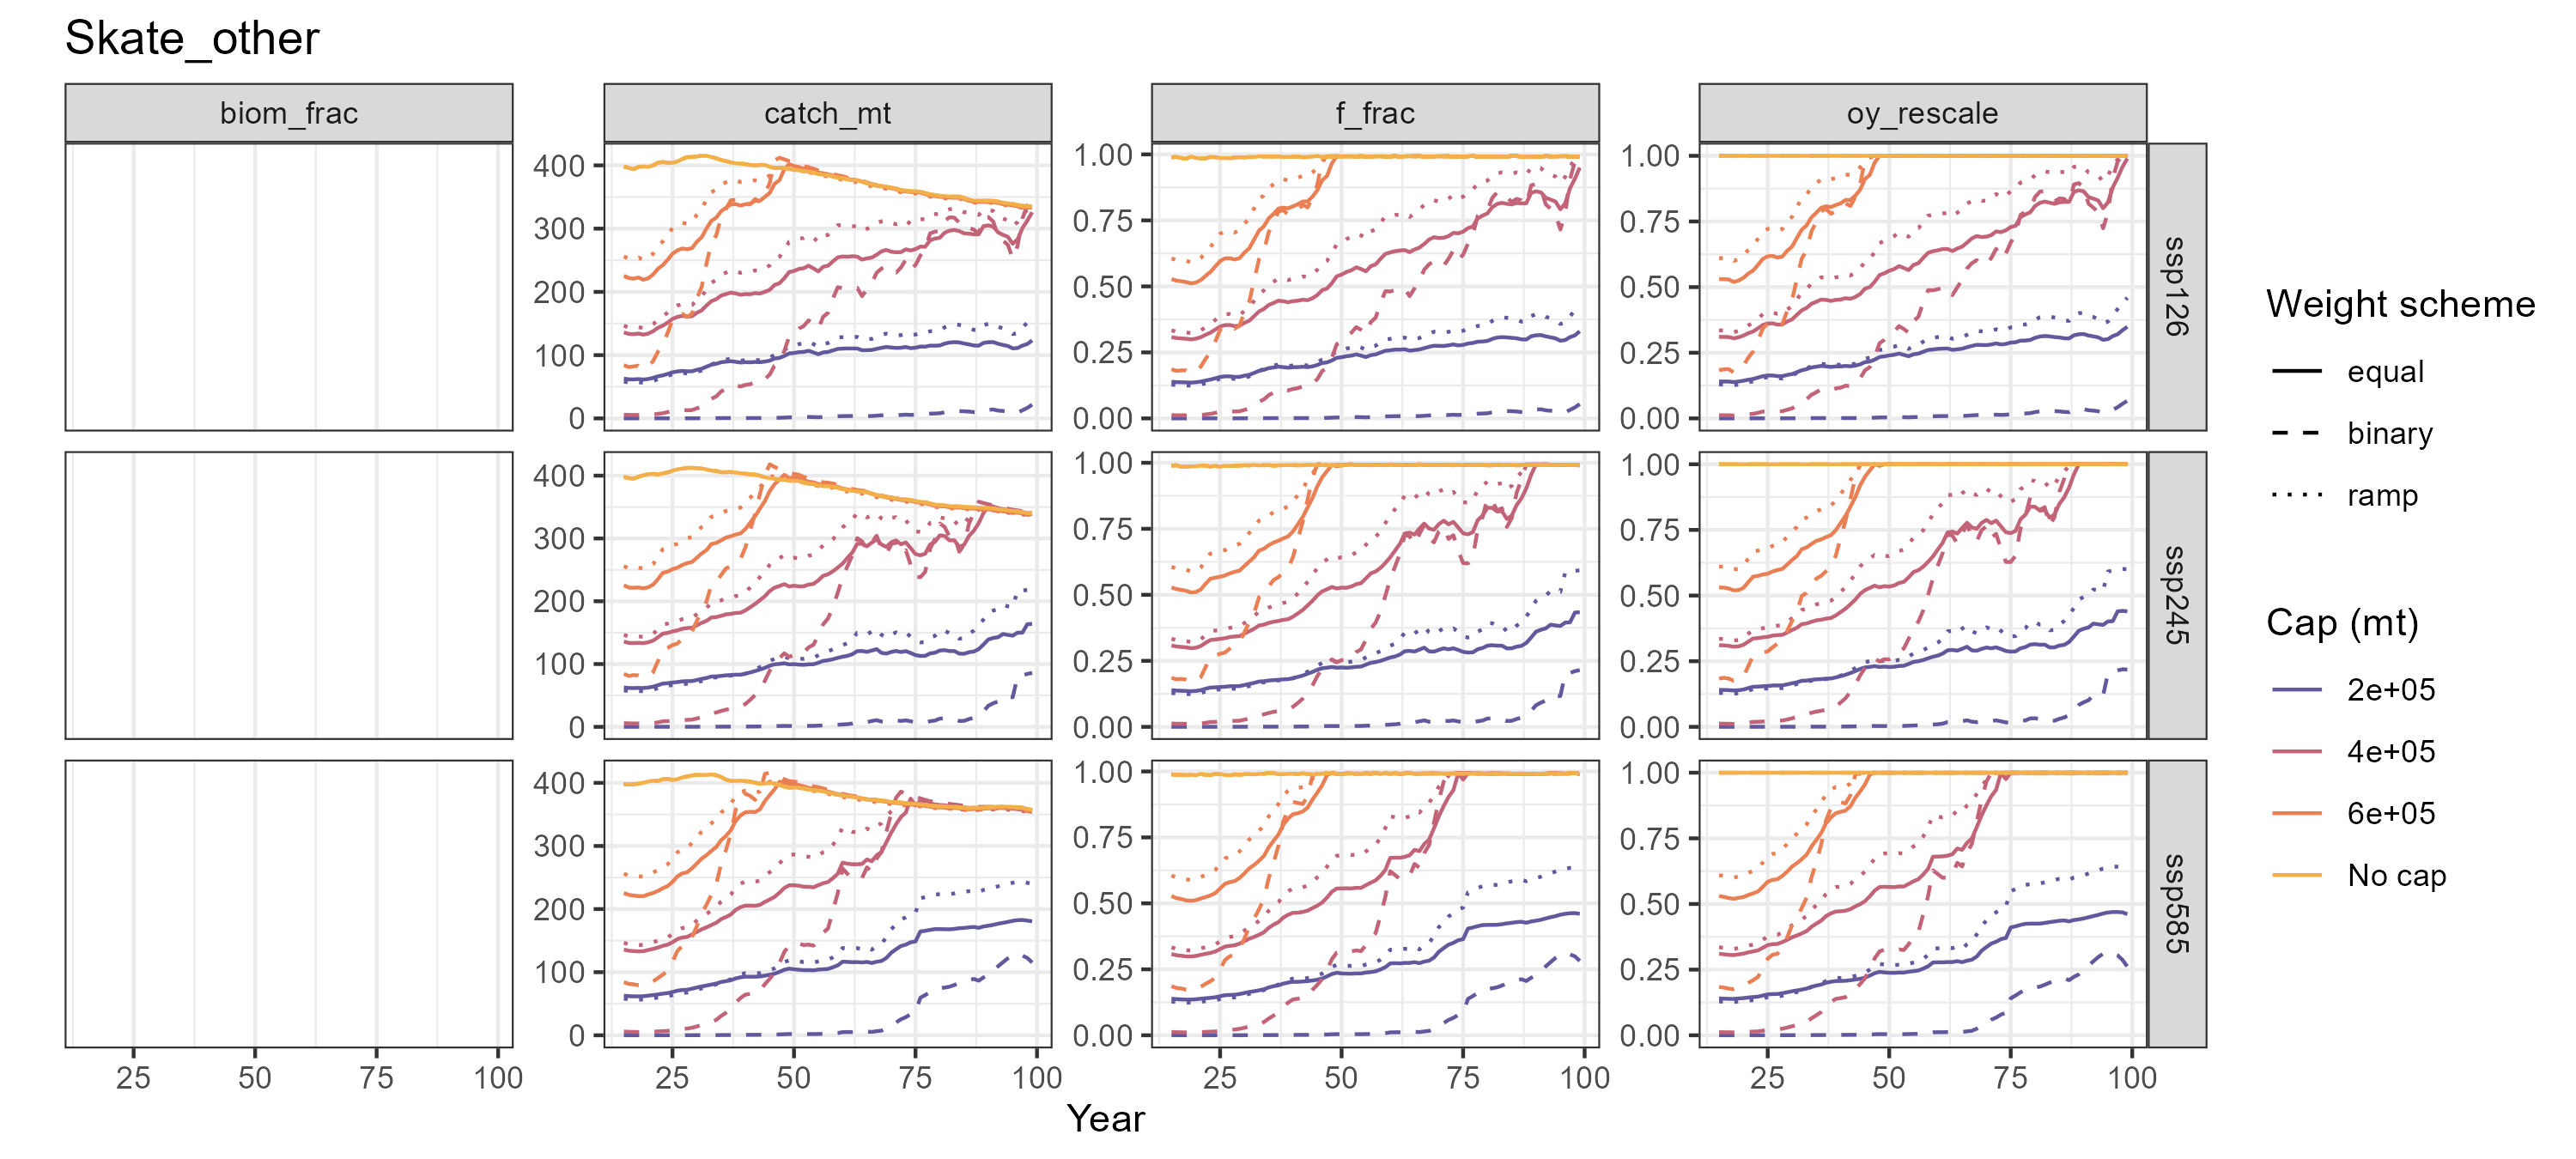 Skate_other
biom_frac catch_mt f_frac oy_rescale
400 300 200 100 0 1.00 0.75 0.50 0.25 0.00 1.00 0.75 0.50 0.25 0.00 ssp126
400 300 200 100 0 1.00 0.75 0.50 0.25 0.00 1.00 0.75 0.50 0.25 0.00 ssp245
400 300 200 100 0 1.00 0.75 0.50 0.25 0.00 1.00 0.75 0.50 0.25 0.00 ssp585
25 50 75 100 25 50 75 100 25 50 75 100 25 50 75 100
Year
Weight scheme
equal
binary
ramp
Cap (mt)
2e+05
4e+05
6e+05
No cap